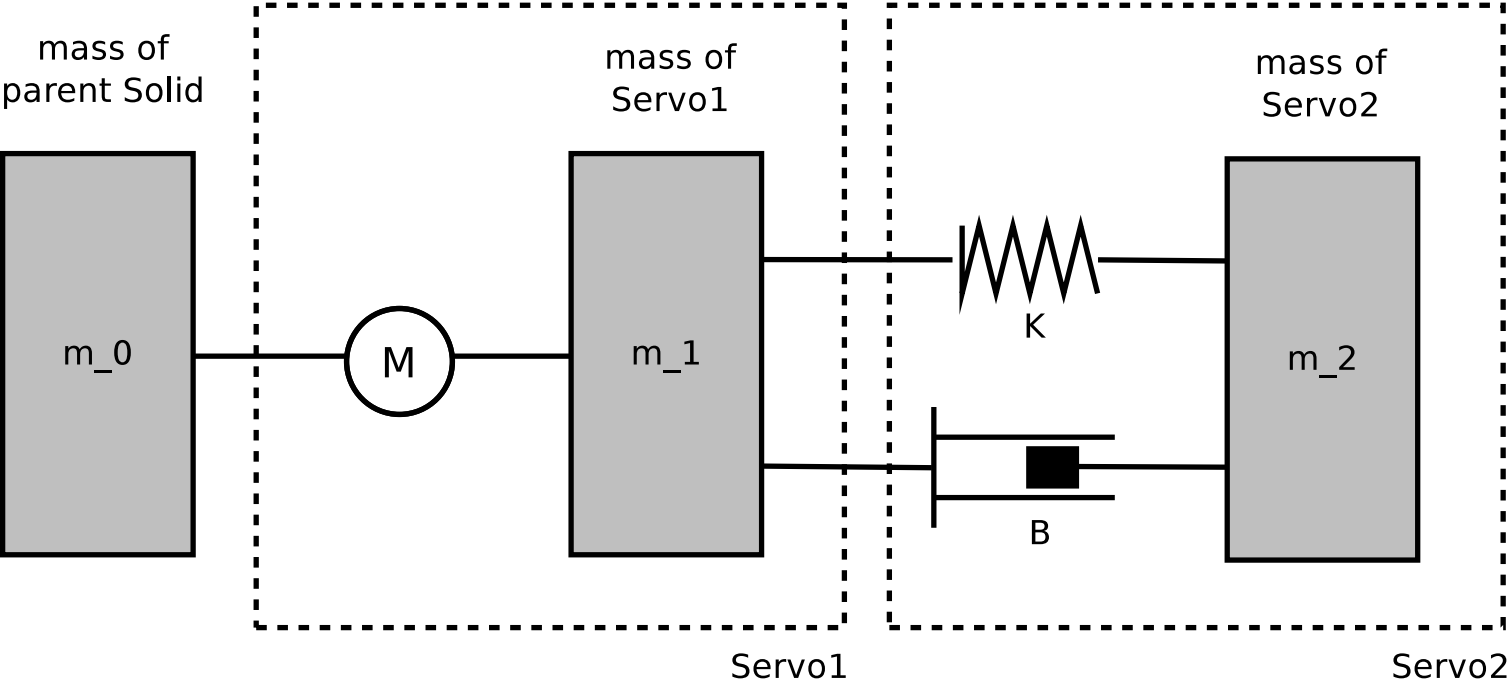 mass of
parent Solid
mass of
Servo1
mass of
Servo2
m_0
M
m_1
K
m_2
B
Servo1
Servo2